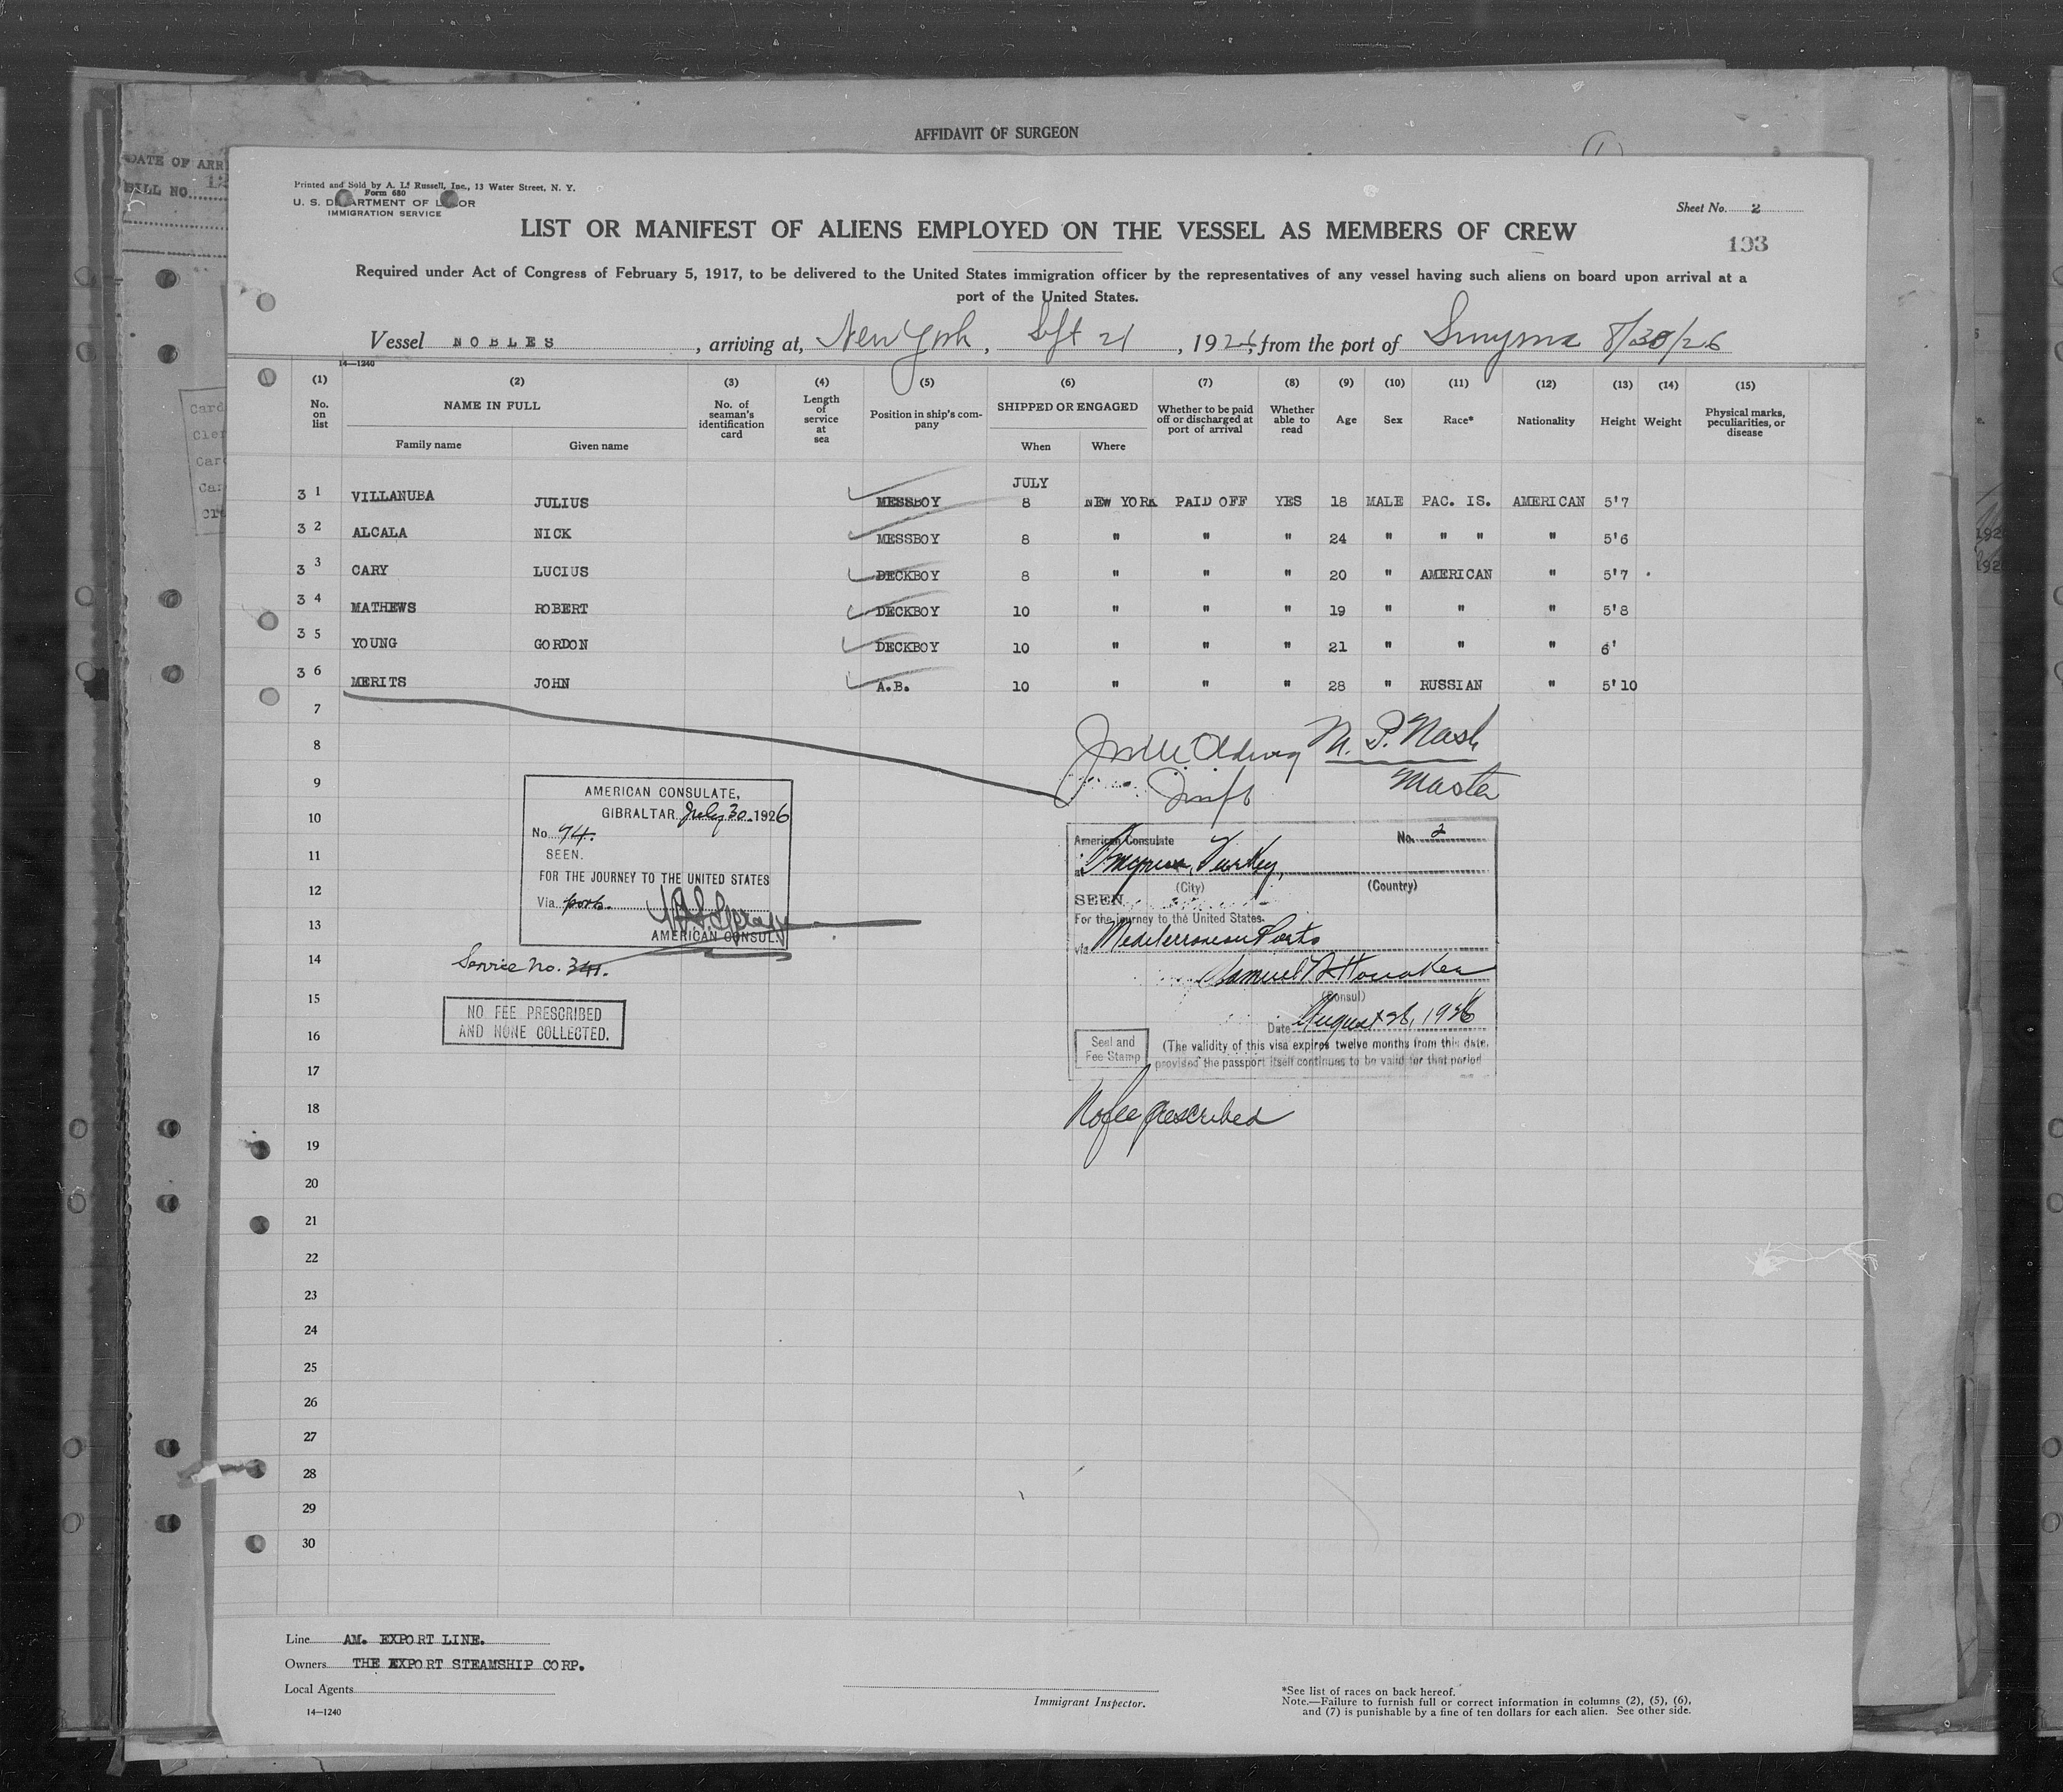 AFFIDAVIT OF SURGEON
DATE OF ARR
BILL NO.
Printed and Sold by A. L. Russell, Inc., 13 Water Street, N. Y.
Form 680
U. S. DEPARTMENT OF LABOR
IMMIGRATION SERVICE
Sheet No. 2
193
LIST OR MANIFEST OF ALIENS EMPLOYED ON THE VESSEL AS MEMBERS OF CREW
Required under Act of Congress of February 5, 1917, to be delivered to the United States immigration officer by the representatives of any vessel having such aliens on board upon arrival at a
port of the United States.
Vessel NOBLES, arriving at, New York, Sept 21, 1926, from the port of Smyrna 8/30/26
14—1240
(1) (2) (3) (4) (5) (6) (7) (8) (9) (10) (11) (12) (13) (14) (15)
No. on list NAME IN FULL No. of seaman's identification card Length of service at sea Position in ship's company SHIPPED OR ENGAGED Whether to be paid off or discharged at port of arrival Whether able to read Age Sex Race* Nationality Height Weight Physical marks, peculiarities, or disease
Family name Given name When Where
JULY
3 1 VILLANUBA JULIUS MESSBOY 8 NEW YORK PAID OFF YES 18 MALE PAC. IS. AMERICAN 5'7
3 2 ALCALA NICK MESSBOY 8 " " " 24 " " " " 5'6
3 3 CARY LUCIUS DECKBOY 8 " " " 20 " AMERICAN " 5'7
3 4 MATHEWS ROBERT DECKBOY 10 " " " 19 " " " 5'8
3 5 YOUNG GORDON DECKBOY 10 " " " 21 " " " 6'
3 6 MERITS JOHN A.B. 10 " " " 28 " RUSSIAN " 5'10
7
8
9
10
11
12
13
14
15
16
17
18
19
20
21
22
23
24
25
26
27
28
29
30
N. P. Nash
Master
AMERICAN CONSULATE,
GIBRALTAR. July 30. 1926
No. 94.
SEEN.
FOR THE JOURNEY TO THE UNITED STATES
Via ports.
AMERICAN CONSUL.
Service No. 341.
NO FEE PRESCRIBED
AND NONE COLLECTED.
American Consulate No. 2
at Smyrna, Turkey,
(City) (Country)
SEEN
For the journey to the United States
via Mediterranean Ports
Samuel W. Honaker
(Consul)
Date August 28, 1926
Seel and
Fee Stamp
(The validity of this visa expires twelve months from this date,
provided the passport itself continues to be valid for that period
No fee prescribed
Line AM. EXPORT LINE.
Owners THE EXPORT STEAMSHIP CORP.
Local Agents
14—1240
Immigrant Inspector.
*See list of races on back hereof.
Note.—Failure to furnish full or correct information in columns (2), (5), (6),
and (7) is punishable by a fine of ten dollars for each alien. See other side.